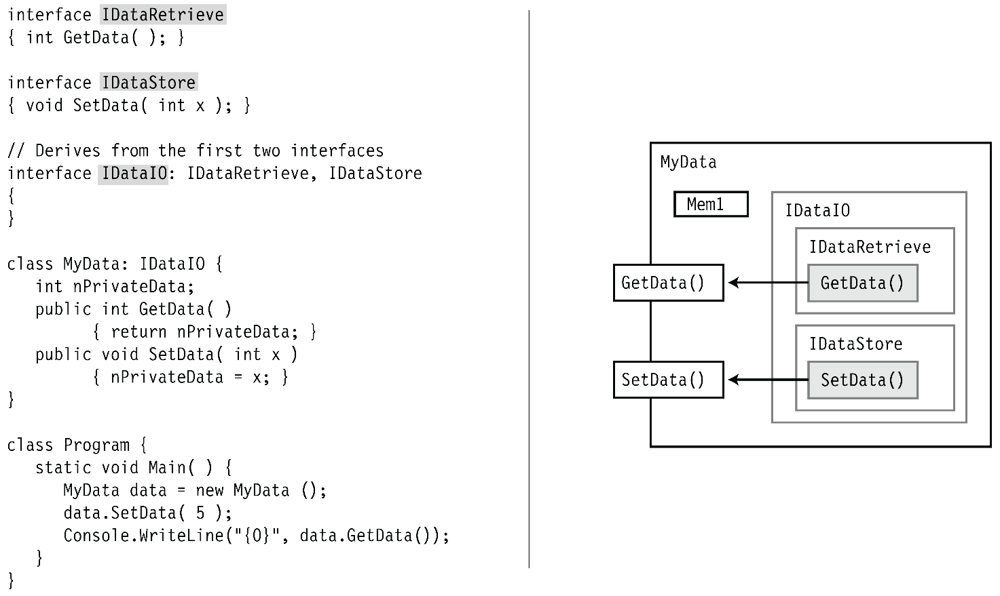 interface IDataRetrieve
{ int GetData( ); }
interface IDataStore
{ void SetData( int x ); }
// Derives from the first two interfaces
interface IDataIO: IDataRetrieve, IDataStore
{
}
class MyData: IDataIO {
   int nPrivateData;
   public int GetData( )
         { return nPrivateData; }
   public void SetData( int x )
         { nPrivateData = x; }
}
class Program {
   static void Main( ) {
      MyData data = new MyData ();
      data.SetData( 5 );
      Console.WriteLine("{0}", data.GetData());
   }
}
MyData
Mem1
IDataIO
IDataRetrieve
GetData()
GetData()
IDataStore
SetData()
SetData()